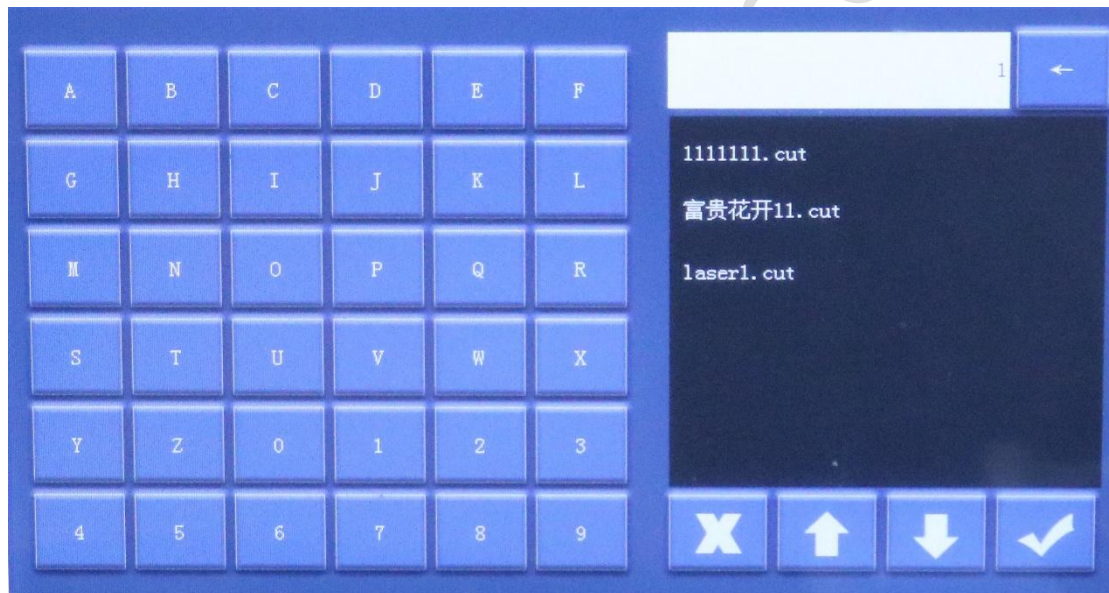 A B C D E F
G H I J K L
M N O P Q R
S T U V W X
Y Z 0 1 2 3
4 5 6 7 8 9
1 ←
1111111.cut
富贵花开11.cut
laser1.cut